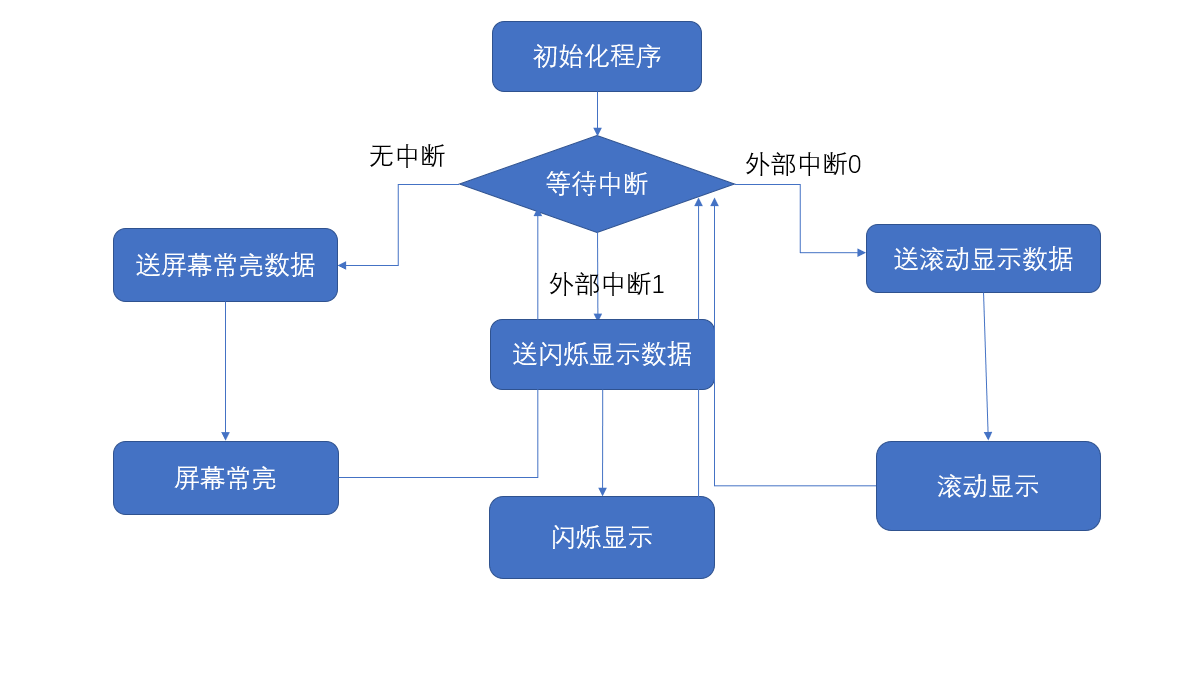 初始化程序
无中断
等待中断
外部中断0
送屏幕常亮数据
外部中断1
送滚动显示数据
送闪烁显示数据
屏幕常亮
闪烁显示
滚动显示